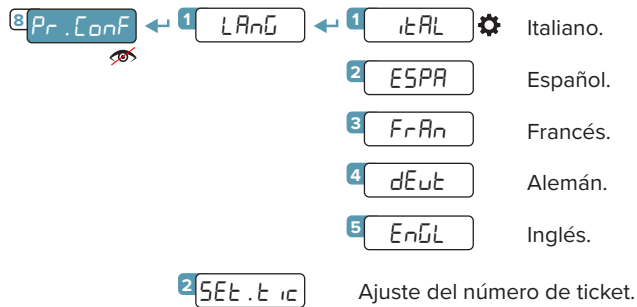 8 Pr.ConF 1 LAnG 1 itAL Italiano.
2 ESPA Español.
3 FrAn Francés.
4 dEut Alemán.
5 EnGL Inglés.
2 SEt.tic Ajuste del número de ticket.